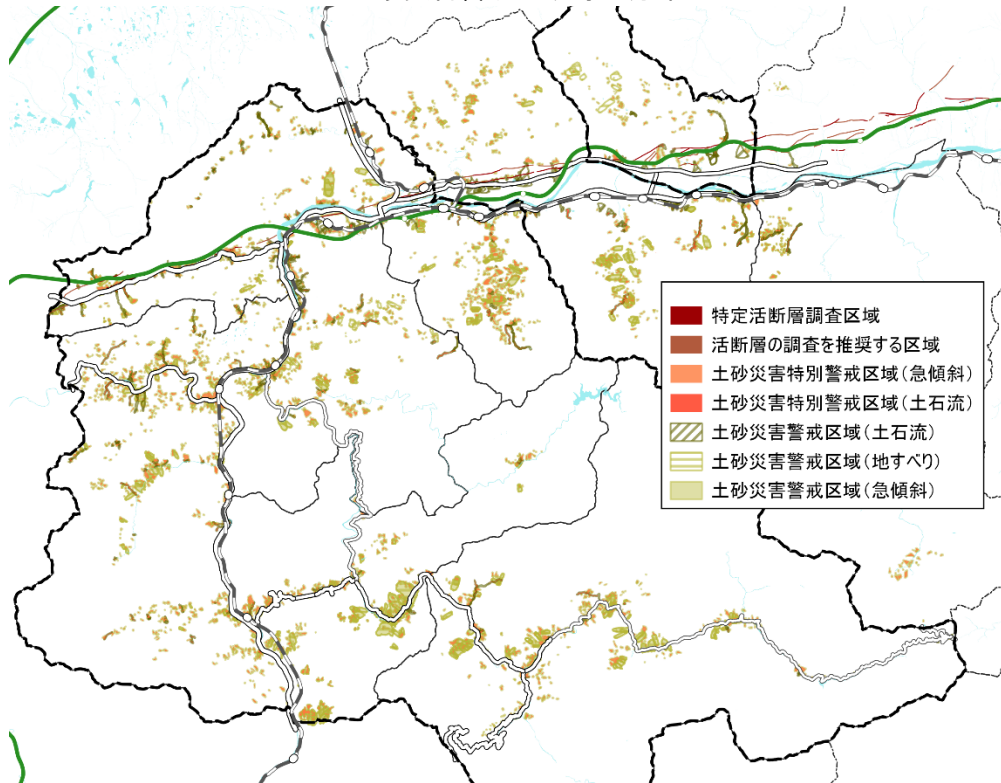 特定活断層調査区域
活断層の調査を推奨する区域
土砂災害特別警戒区域(急傾斜)
土砂災害特別警戒区域(土石流)
土砂災害警戒区域(土石流)
土砂災害警戒区域(地すべり)
土砂災害警戒区域(急傾斜)